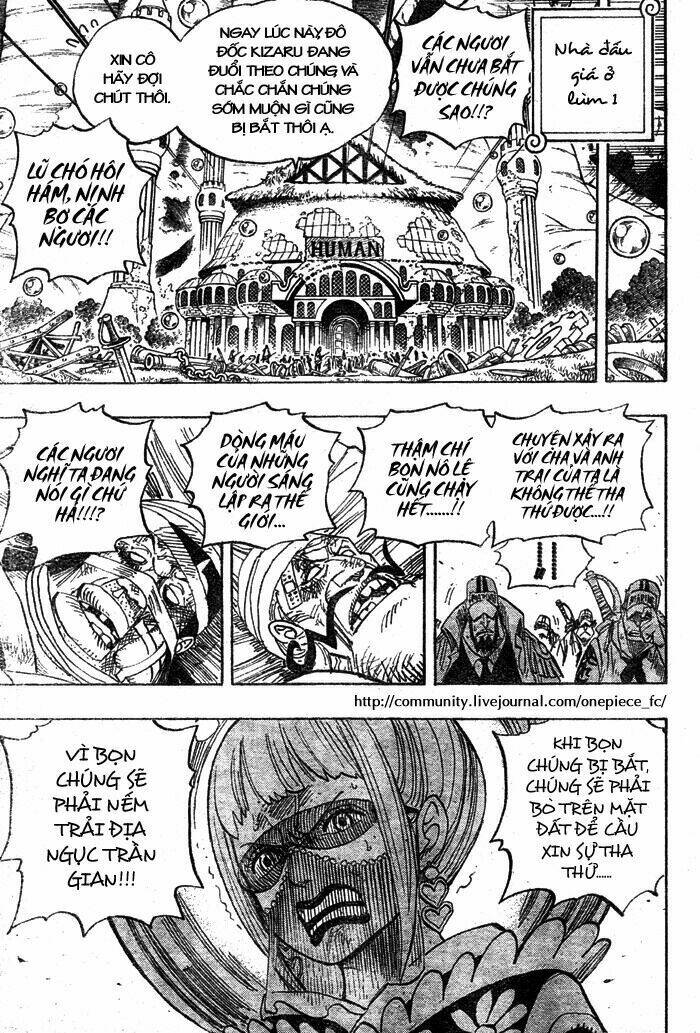 Nhà đấu
giá ở
lùm 1
CÁC NGƯƠI
VẪN CHƯA BẮT
ĐƯỢC CHÚNG
SAO!!?
NGAY LÚC NÀY ĐÔ
ĐỐC KIZARU ĐANG
ĐUỔI THEO CHÚNG VÀ
CHẮC CHẮN CHÚNG
SỚM MUỘN GÌ CŨNG
BỊ BẮT THÔI Ạ.
XIN CÔ
HÃY ĐỢI
CHÚT THÔI.
LŨ CHÓ HÔI
HÁM, NỊNH
BỢ CÁC
NGƯƠI!!
HUMAN
CHUYỆN XẢY RA
VỚI CHA VÀ ANH
TRAI CỦA TA LÀ
KHÔNG THỂ THA
THỨ ĐƯỢC...!!
THẬM CHÍ
BỌN NÔ LỆ
CŨNG CHẠY
HẾT......!!
DÒNG MÁU
CỦA NHỮNG
NGƯỜI SÁNG
LẬP RA THẾ
GIỚI...
CÁC NGƯƠI
NGHĨ TA ĐANG
NÓI GÌ CHỨ
HẢ!!!?
http://community.livejournal.com/onepiece_fc/
KHI BỌN
CHÚNG BỊ BẮT,
CHÚNG SẼ PHẢI
BÒ TRÊN MẶT
ĐẤT ĐỂ CẦU
XIN SỰ THA
THỨ......
VÌ BỌN
CHÚNG SẼ
PHẢI NẾM
TRẢI ĐỊA
NGỤC TRẦN
GIAN!!!